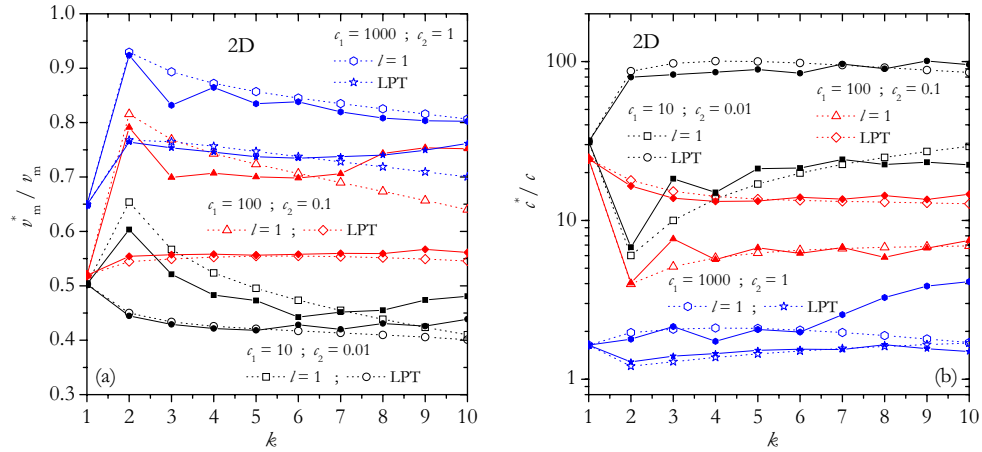 2D
c1 = 1000 ; c2 = 1
l = 1
LPT
c1 = 100 ; c2 = 0.1
l = 1 ; LPT
c1 = 10 ; c2 = 0.01
l = 1 ; LPT
(a)
v*m / vm
1.0
0.9
0.8
0.7
0.6
0.5
0.4
0.3
1 2 3 4 5 6 7 8 9 10
k
2D
c1 = 100 ; c2 = 0.1
l = 1
LPT
c1 = 10 ; c2 = 0.01
l = 1
LPT
c1 = 1000 ; c2 = 1
l = 1 ; LPT
(b)
c* / c
100
10
1
1 2 3 4 5 6 7 8 9 10
k